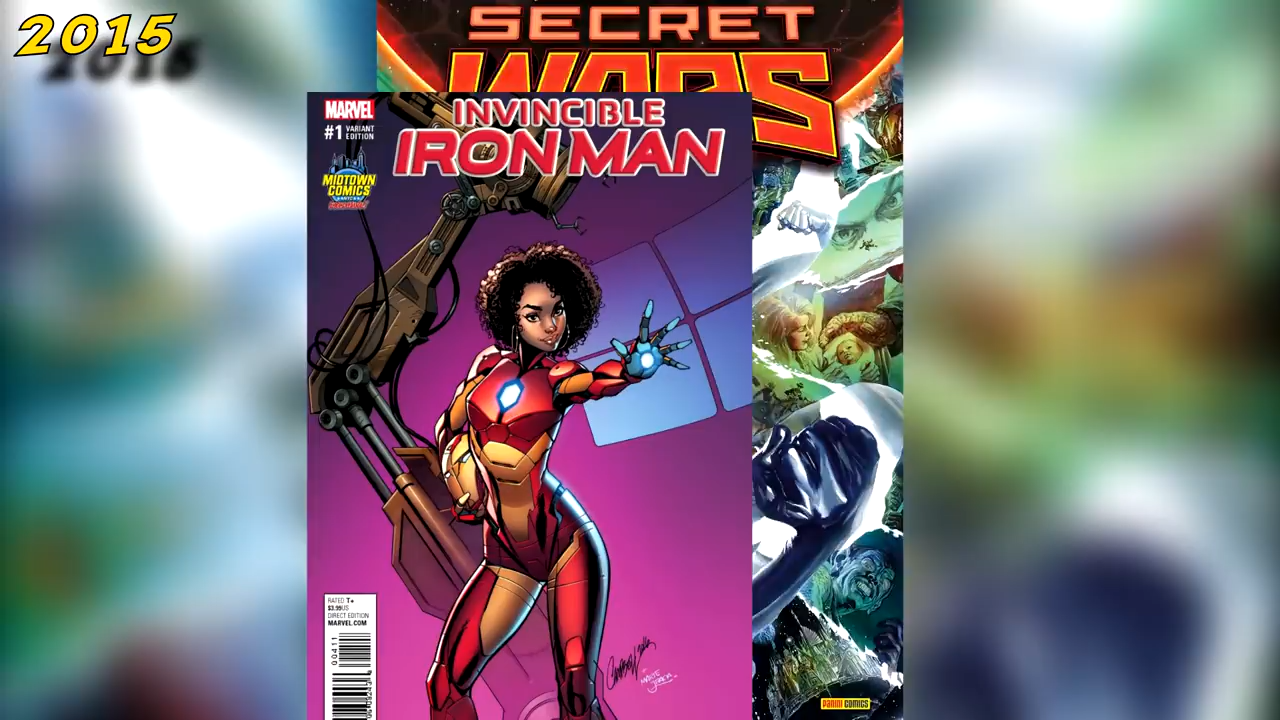 2015
SECRET
WARS
MARVEL
#1 VARIANT
EDITION
MIDTOWN
COMICS
INVINCIBLE
IRON MAN
RATED T+
$3.99US
DIRECT EDITION
MARVEL.COM
00411
PANINI COMICS